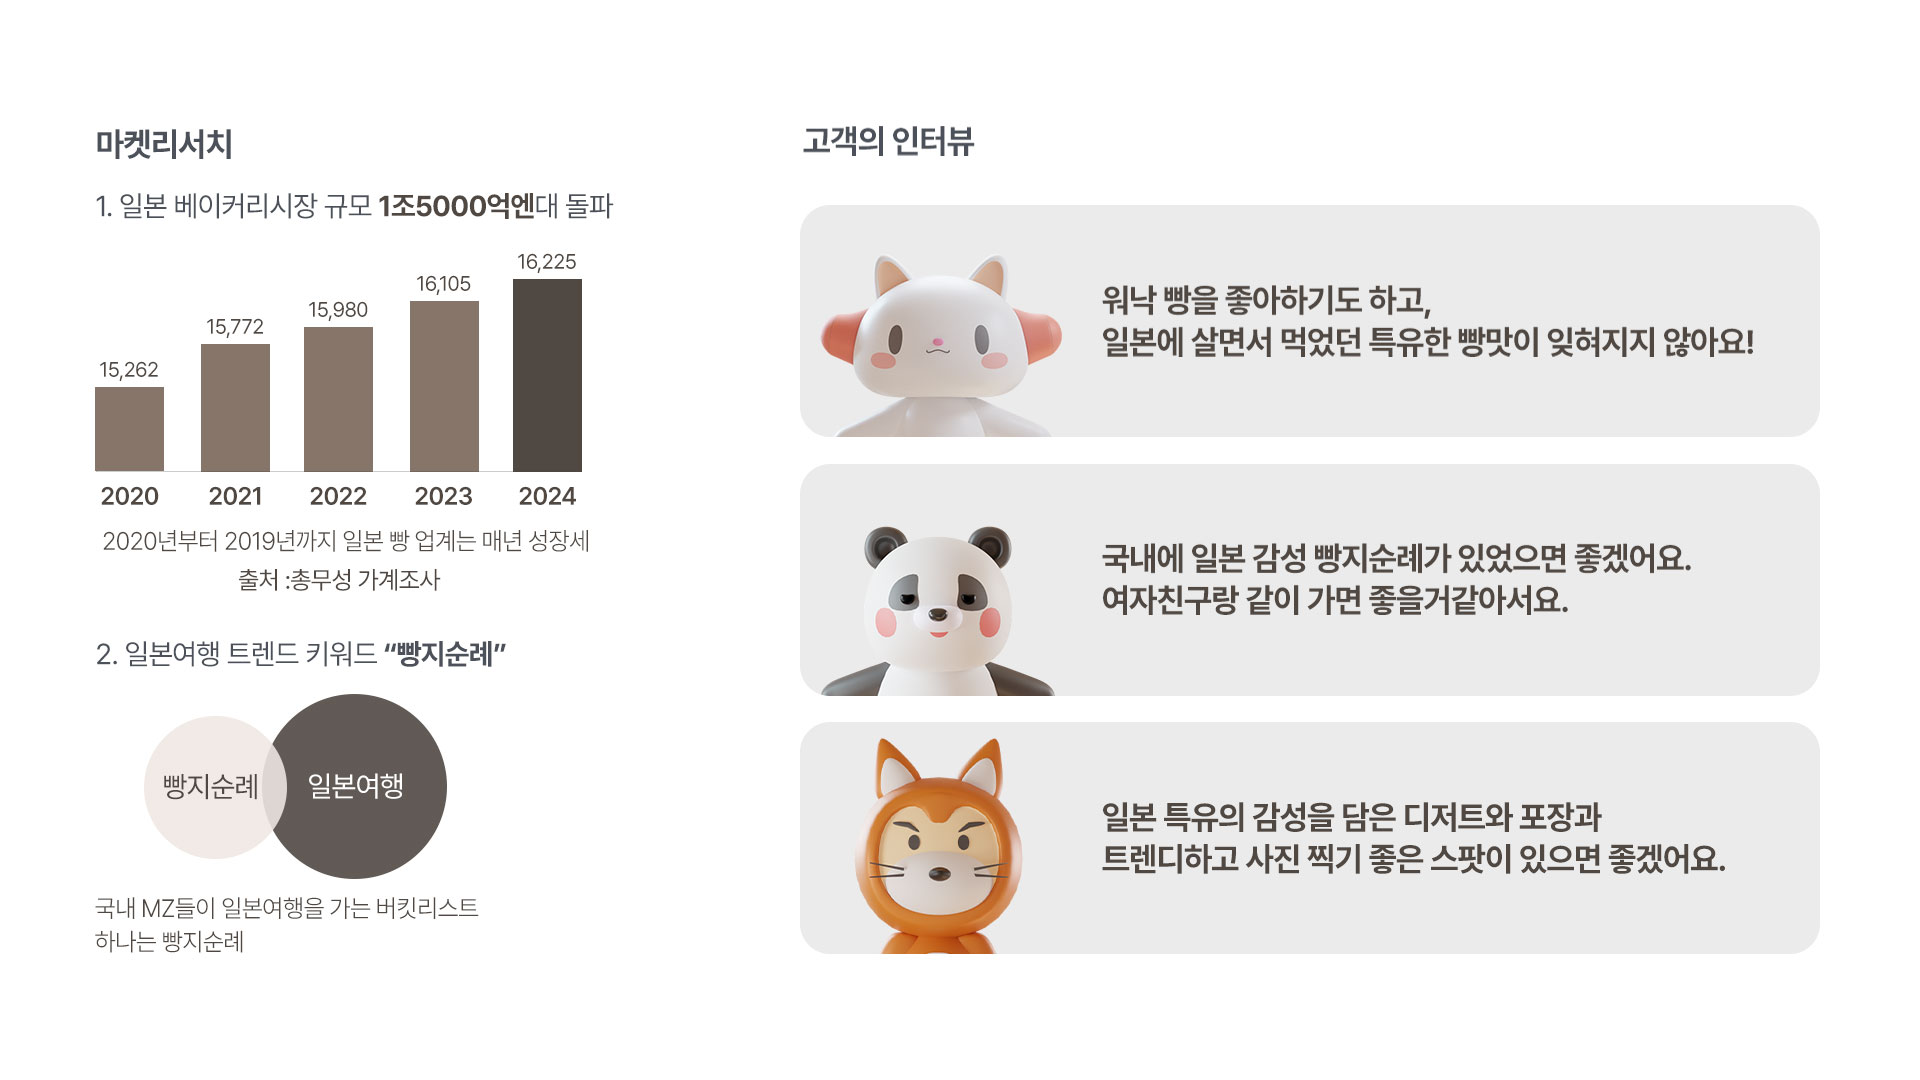 마켓리서치
1. 일본 베이커리시장 규모 1조5000억엔대 돌파
15,262
15,772
15,980
16,105
16,225
2020
2021
2022
2023
2024
2020년부터 2019년까지 일본 빵 업계는 매년 성장세
출처 :총무성 가계조사
2. 일본여행 트렌드 키워드 “빵지순례”
빵지순례
일본여행
국내 MZ들이 일본여행을 가는 버킷리스트
하나는 빵지순례
고객의 인터뷰
워낙 빵을 좋아하기도 하고,
일본에 살면서 먹었던 특유한 빵맛이 잊혀지지 않아요!
국내에 일본 감성 빵지순례가 있었으면 좋겠어요.
여자친구랑 같이 가면 좋을거같아서요.
일본 특유의 감성을 담은 디저트와 포장과
트렌디하고 사진 찍기 좋은 스팟이 있으면 좋겠어요.